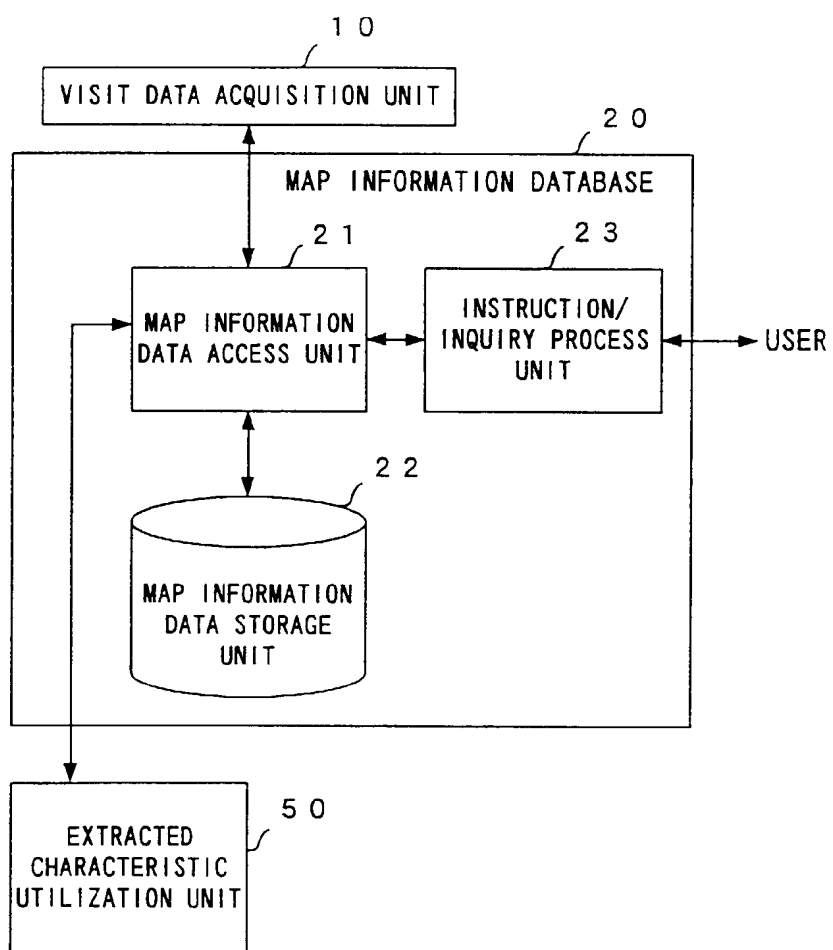 10
VISIT DATA ACQUISITION UNIT
20
MAP INFORMATION DATABASE
21
23
MAP INFORMATION
DATA ACCESS UNIT
INSTRUCTION/
INQUIRY PROCESS
UNIT
USER
22
MAP INFORMATION
DATA STORAGE
UNIT
50
EXTRACTED
CHARACTERISTIC
UTILIZATION UNIT